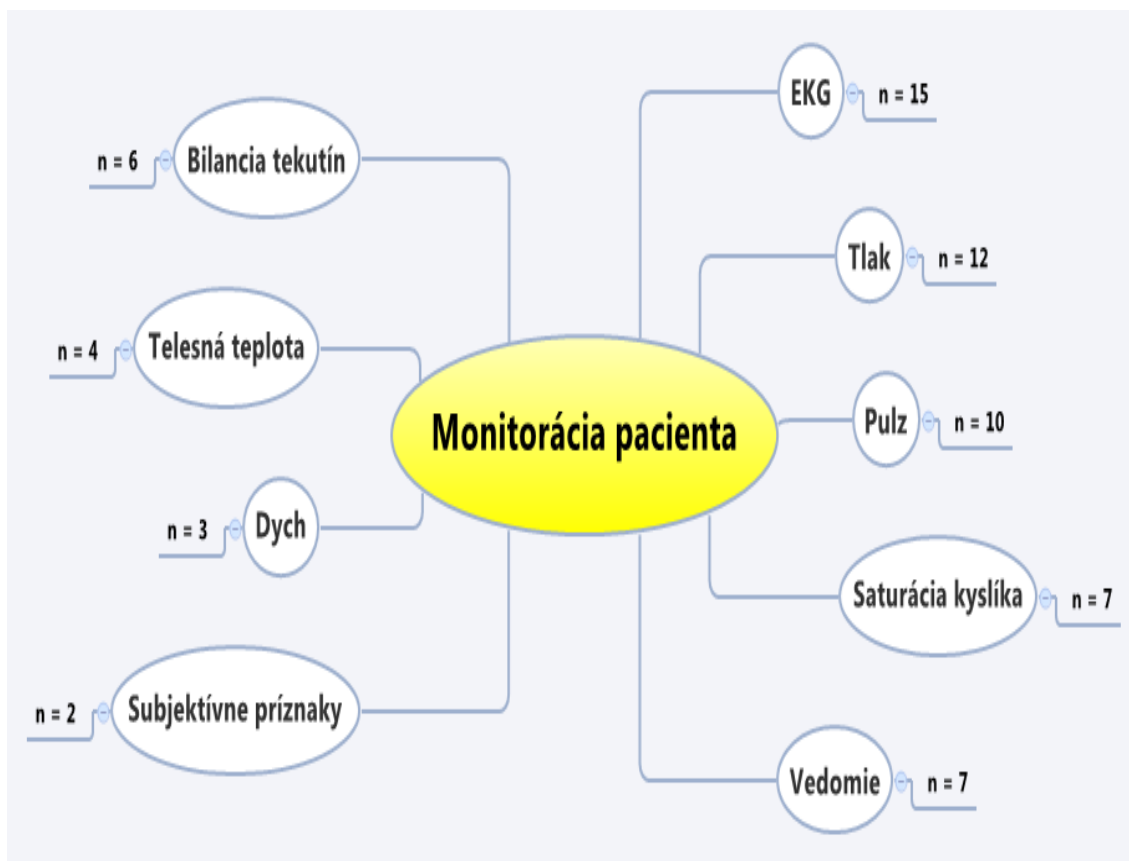 Monitorácia pacienta
EKG
n = 15
Tlak
n = 12
Pulz
n = 10
Saturácia kyslíka
n = 7
Vedomie
n = 7
Bilancia tekutín
n = 6
Telesná teplota
n = 4
Dych
n = 3
Subjektívne príznaky
n = 2